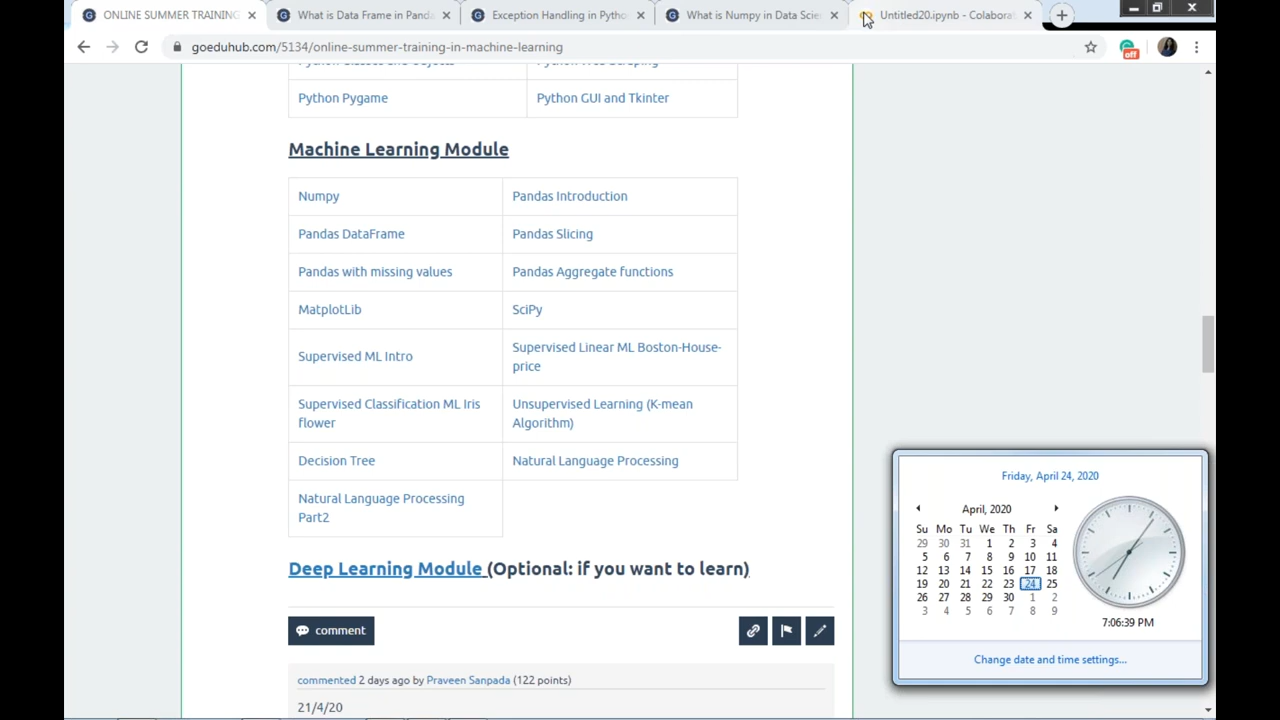 ONLINE SUMMER TRAINING
What is Data Frame in Panda
Exception Handling in Pytho
What is Numpy in Data Scie
Untitled20.ipynb - Colabora
goeduhub.com/5134/online-summer-training-in-machine-learning
off
Python Classes and Objects
Python Web Scraping
Python Pygame
Python GUI and Tkinter
Machine Learning Module
Numpy
Pandas Introduction
Pandas DataFrame
Pandas Slicing
Pandas with missing values
Pandas Aggregate functions
MatplotLib
SciPy
Supervised ML Intro
Supervised Linear ML Boston-House-
price
Supervised Classification ML Iris
flower
Unsupervised Learning (K-mean
Algorithm)
Decision Tree
Natural Language Processing
Natural Language Processing
Part2
Deep Learning Module (Optional: if you want to learn)
comment
commented 2 days ago by Praveen Sanpada (122 points)
21/4/20
Friday, April 24, 2020
April, 2020
Su Mo Tu We Th Fr Sa
29 30 31 1 2 3 4
5 6 7 8 9 10 11
12 13 14 15 16 17 18
19 20 21 22 23 24 25
26 27 28 29 30 1 2
3 4 5 6 7 8 9
7:06:39 PM
Change date and time settings...